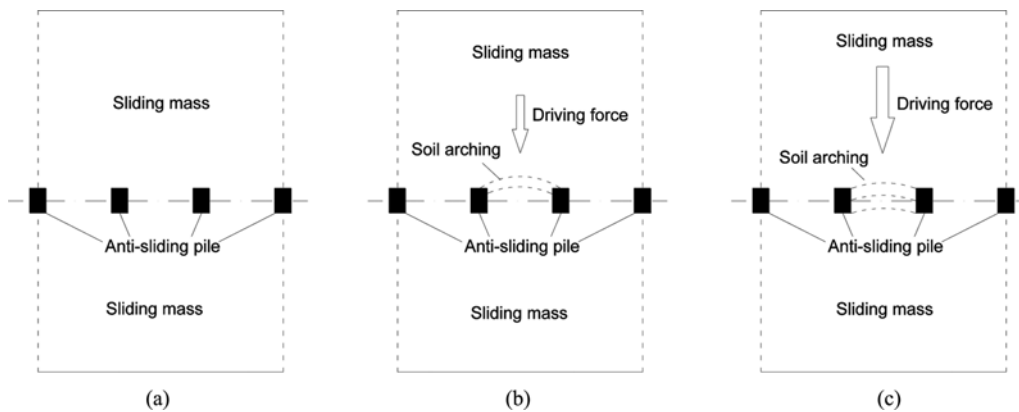 Sliding mass
Anti-sliding pile
Sliding mass
(a)
Sliding mass
Driving force
Soil arching
Anti-sliding pile
Sliding mass
(b)
Sliding mass
Driving force
Soil arching
Anti-sliding pile
Sliding mass
(c)